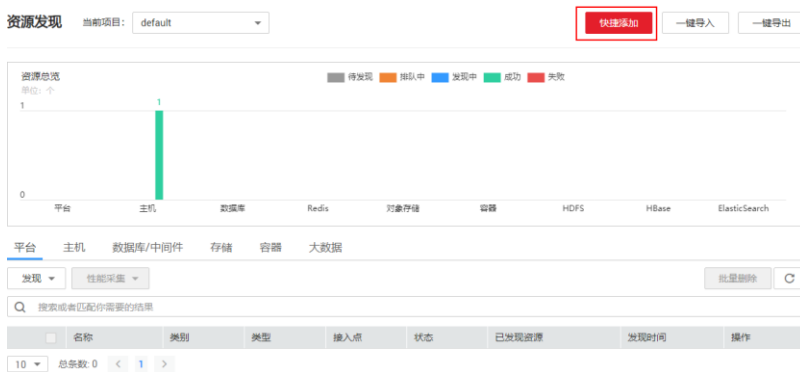 资源发现 当前项目： default 快捷添加 一键导入 一键导出
资源总览 待发现 排队中 发现中 成功 失败
单位：个
1
1
0
平台 主机 数据库 Redis 对象存储 容器 HDFS HBase ElasticSearch
平台 主机 数据库/中间件 存储 容器 大数据
发现 性能采集 批量删除
搜索或者匹配你需要的结果
名称 类别 类型 接入点 状态 已发现资源 发现时间 操作
10 总条数: 0 < 1 >